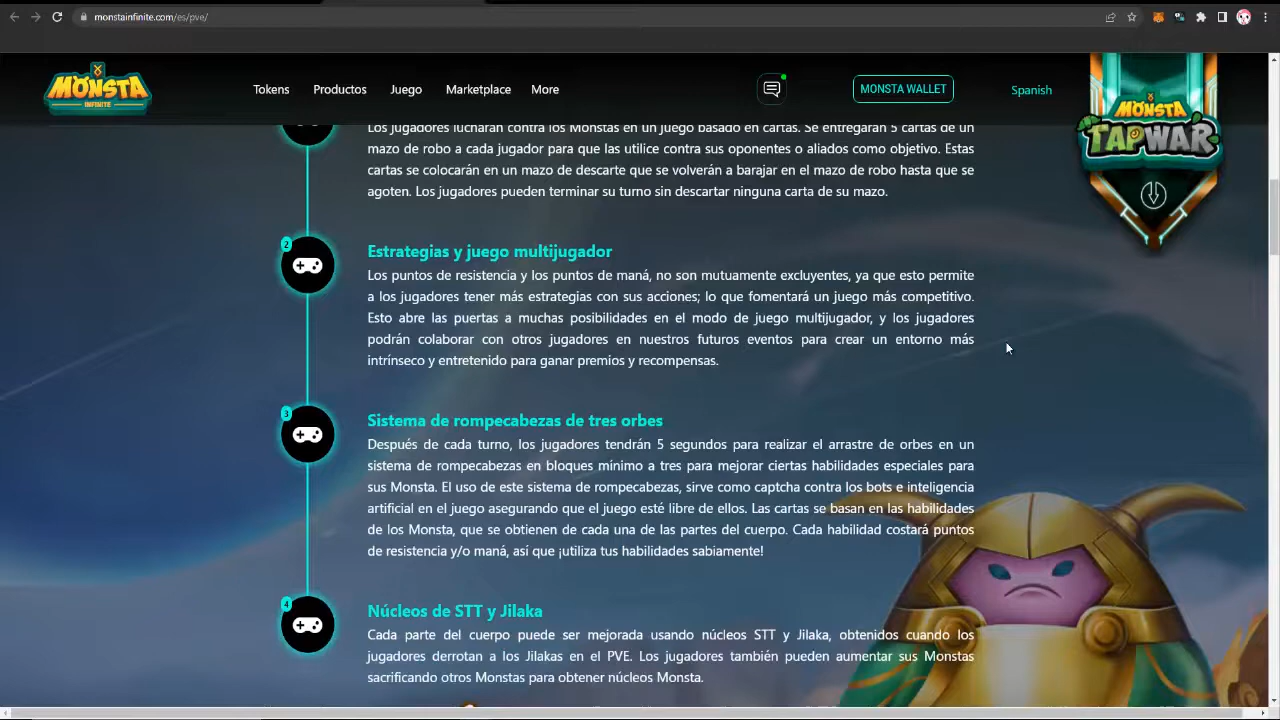 monstainfinite.com/es/pve/
MONSTA
INFINITE
Tokens Productos Juego Marketplace More
MONSTA WALLET
Spanish
MONSTA
TAPWAR
Los jugadores lucharán contra los Monstas en un juego basado en cartas. Se entregarán 5 cartas de un
mazo de robo a cada jugador para que las utilice contra sus oponentes o aliados como objetivo. Estas
cartas se colocarán en un mazo de descarte que se volverán a barajar en el mazo de robo hasta que se
agoten. Los jugadores pueden terminar su turno sin descartar ninguna carta de su mazo.
2
Estrategias y juego multijugador
Los puntos de resistencia y los puntos de maná, no son mutuamente excluyentes, ya que esto permite
a los jugadores tener más estrategias con sus acciones; lo que fomentará un juego más competitivo.
Esto abre las puertas a muchas posibilidades en el modo de juego multijugador, y los jugadores
podrán colaborar con otros jugadores en nuestros futuros eventos para crear un entorno más
intrínseco y entretenido para ganar premios y recompensas.
3
Sistema de rompecabezas de tres orbes
Después de cada turno, los jugadores tendrán 5 segundos para realizar el arrastre de orbes en un
sistema de rompecabezas en bloques mínimo a tres para mejorar ciertas habilidades especiales para
sus Monsta. El uso de este sistema de rompecabezas, sirve como captcha contra los bots e inteligencia
artificial en el juego asegurando que el juego esté libre de ellos. Las cartas se basan en las habilidades
de los Monsta, que se obtienen de cada una de las partes del cuerpo. Cada habilidad costará puntos
de resistencia y/o maná, así que ¡utiliza tus habilidades sabiamente!
4
Núcleos de STT y Jilaka
Cada parte del cuerpo puede ser mejorada usando núcleos STT y Jilaka, obtenidos cuando los
jugadores derrotan a los Jilakas en el PVE. Los jugadores también pueden aumentar sus Monstas
sacrificando otros Monstas para obtener núcleos Monsta.